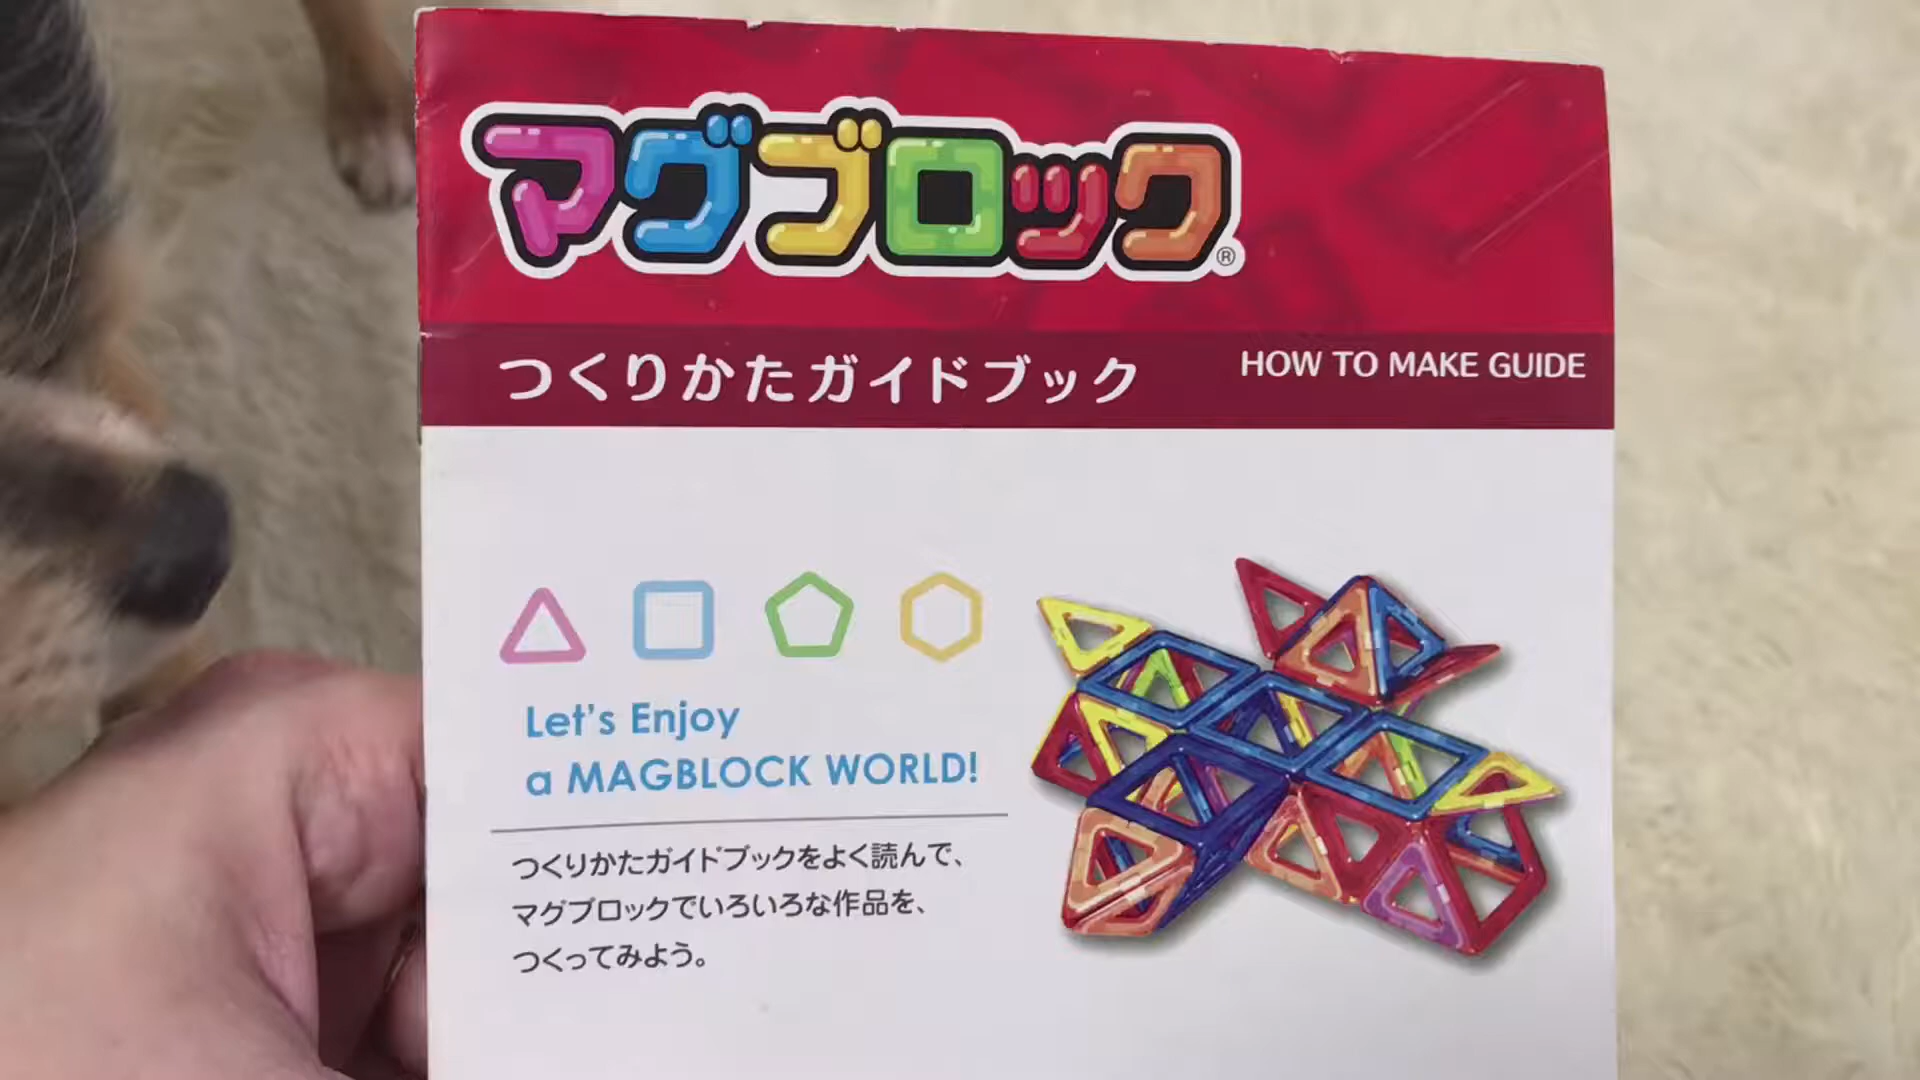 マグブロック®
つくりかたガイドブック
HOW TO MAKE GUIDE
Let's Enjoy
a MAGBLOCK WORLD!
つくりかたガイドブックをよく読んで、
マグブロックでいろいろな作品を、
つくってみよう。